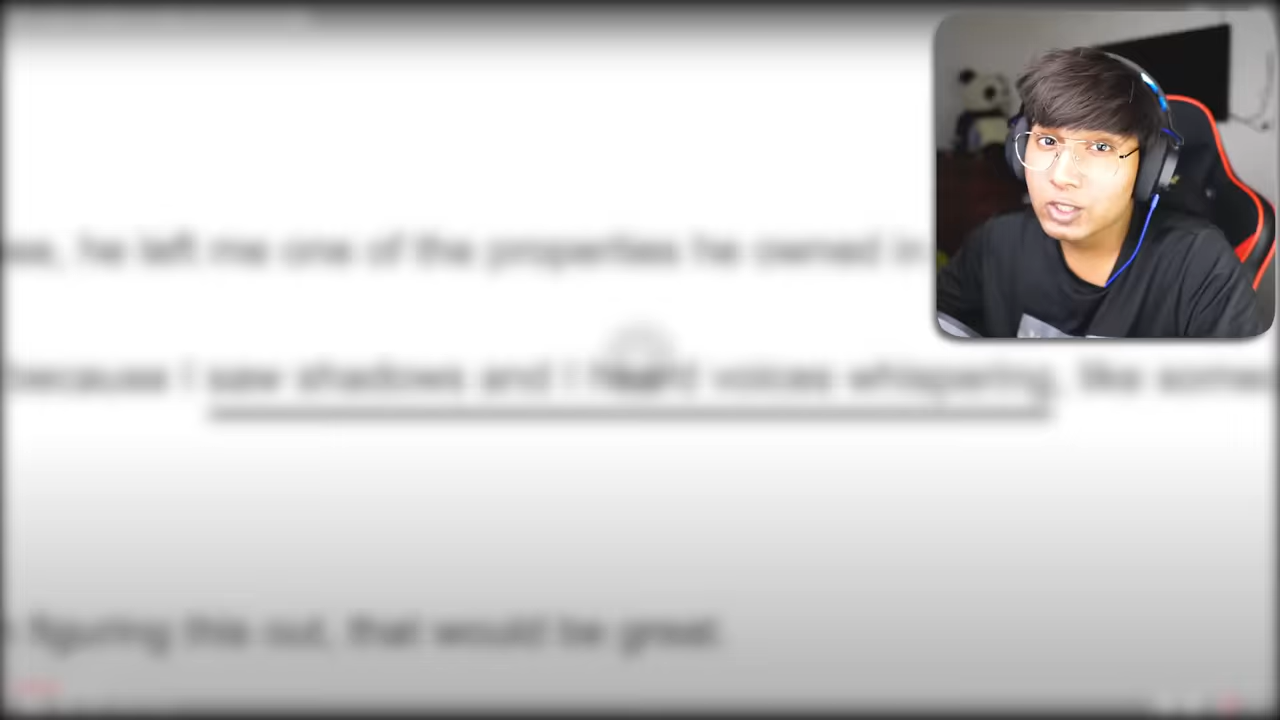 he left me one of the properties he owned in
because I saw shadows and I heard voices whispering, like
figuring this out, that would be great.